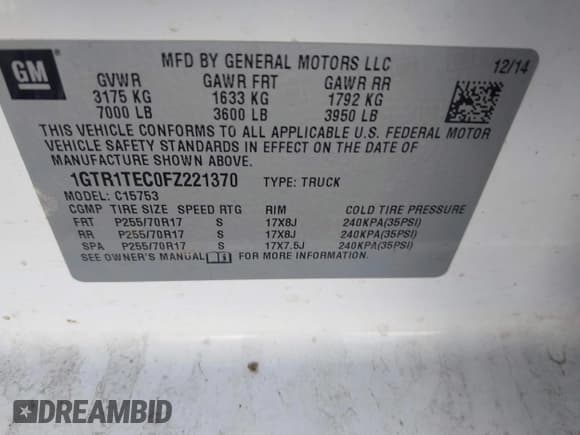 GM
MFD BY GENERAL MOTORS LLC
12/14
GVWR GAWR FRT GAWR RR
3175 KG 1633 KG 1792 KG
7000 LB 3600 LB 3950 LB
THIS VEHICLE CONFORMS TO ALL APPLICABLE U.S. FEDERAL MOTOR
VEHICLE SAFETY STANDARDS IN EFFECT ON THE DATE OF
MANUFACTURE SHOWN ABOVE.
1GTR1TEC0FZ221370 TYPE: TRUCK
MODEL: C15753
CGMP TIRE SIZE SPEED RTG RIM COLD TIRE PRESSURE
FRT P255/70R17 S 17X8J 240KPA(35PSI)
RR P255/70R17 S 17X8J 240KPA(35PSI)
SPA P255/70R17 S 17X7.5J 240KPA(35PSI)
SEE OWNER'S MANUAL FOR MORE INFORMATION.
DREAMBID